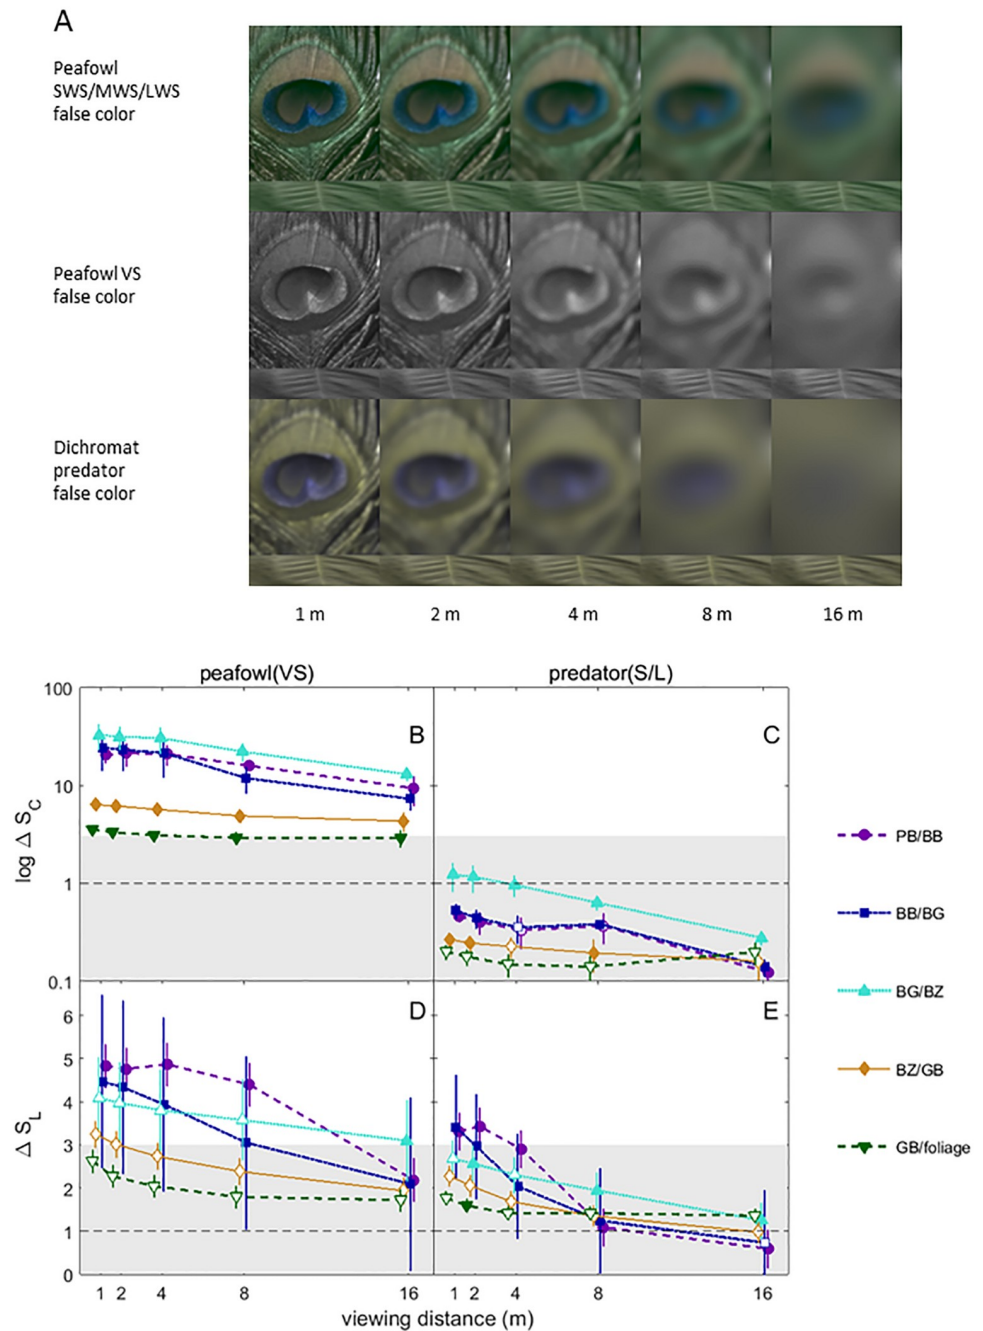 A
Peafowl
SWS/MWS/LWS
false color
Peafowl VS
false color
Dichromat
predator
false color
1 m 2 m 4 m 8 m 16 m
peafowl(VS) predator(S/L)
100
10
1
0.1
log Δ S_C
B
C
PB/BB
BB/BG
BG/BZ
BZ/GB
GB/foliage
D
E
6
5
4
3
2
1
0
Δ S_L
1 2 4 8 16 1 2 4 8 16
viewing distance (m)